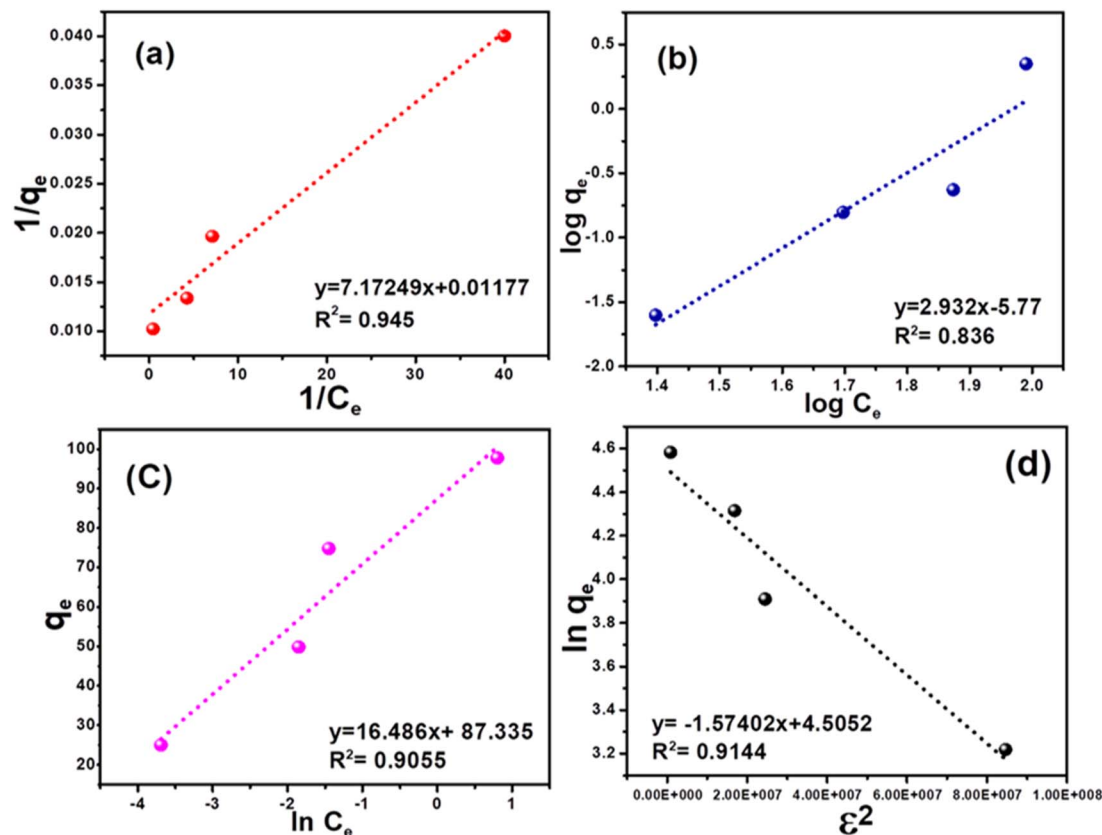 (a)
0.040
0.035
0.030
0.025
0.020
0.015
0.010
1/qe
y=7.17249x+0.01177
R²= 0.945
0 10 20 30 40
1/Ce
(b)
0.5
0.0
-0.5
-1.0
-1.5
-2.0
log qe
y=2.932x-5.77
R²= 0.836
1.4 1.5 1.6 1.7 1.8 1.9 2.0
log Ce
(C)
100
90
80
70
60
50
40
30
20
qe
y=16.486x+ 87.335
R²= 0.9055
-4 -3 -2 -1 0 1
ln Ce
(d)
4.6
4.4
4.2
4.0
3.8
3.6
3.4
3.2
ln qe
y= -1.57402x+4.5052
R²= 0.9144
0.00E+000 2.00E+007 4.00E+007 6.00E+007 8.00E+007 1.00E+008
ε²